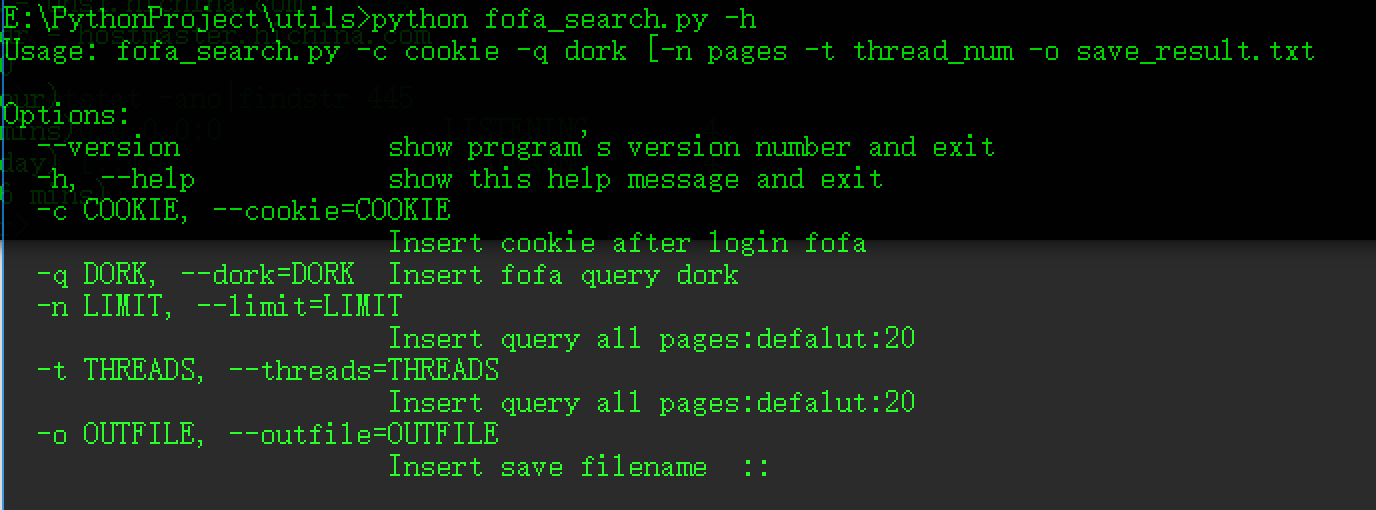 E:\PythonProject\utils>python fofa_search.py -h
Usage: fofa_search.py -c cookie -q dork [-n pages -t thread_num -o save_result.txt
Options:
--version show program's version number and exit
-h, --help show this help message and exit
-c COOKIE, --cookie=COOKIE
Insert cookie after login fofa
-q DORK, --dork=DORK Insert fofa query dork
-n LIMIT, --limit=LIMIT
Insert query all pages:defalut:20
-t THREADS, --threads=THREADS
Insert query all pages:defalut:20
-o OUTFILE, --outfile=OUTFILE
Insert save filename ::